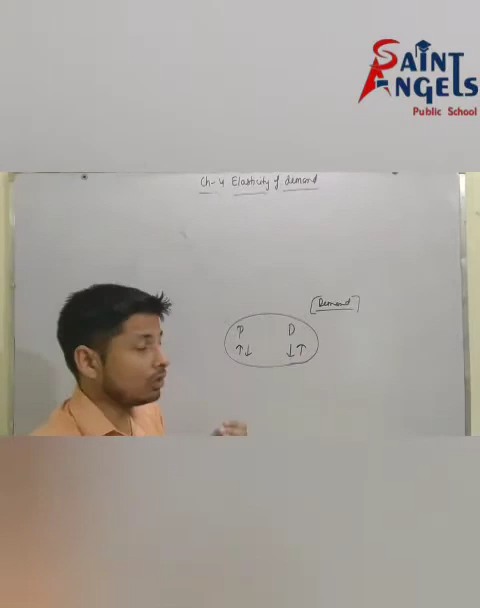 SAINT
ANGELS
Public School
Ch-4 Elasticity of demand
Demand
P D
↑↓ ↓↑